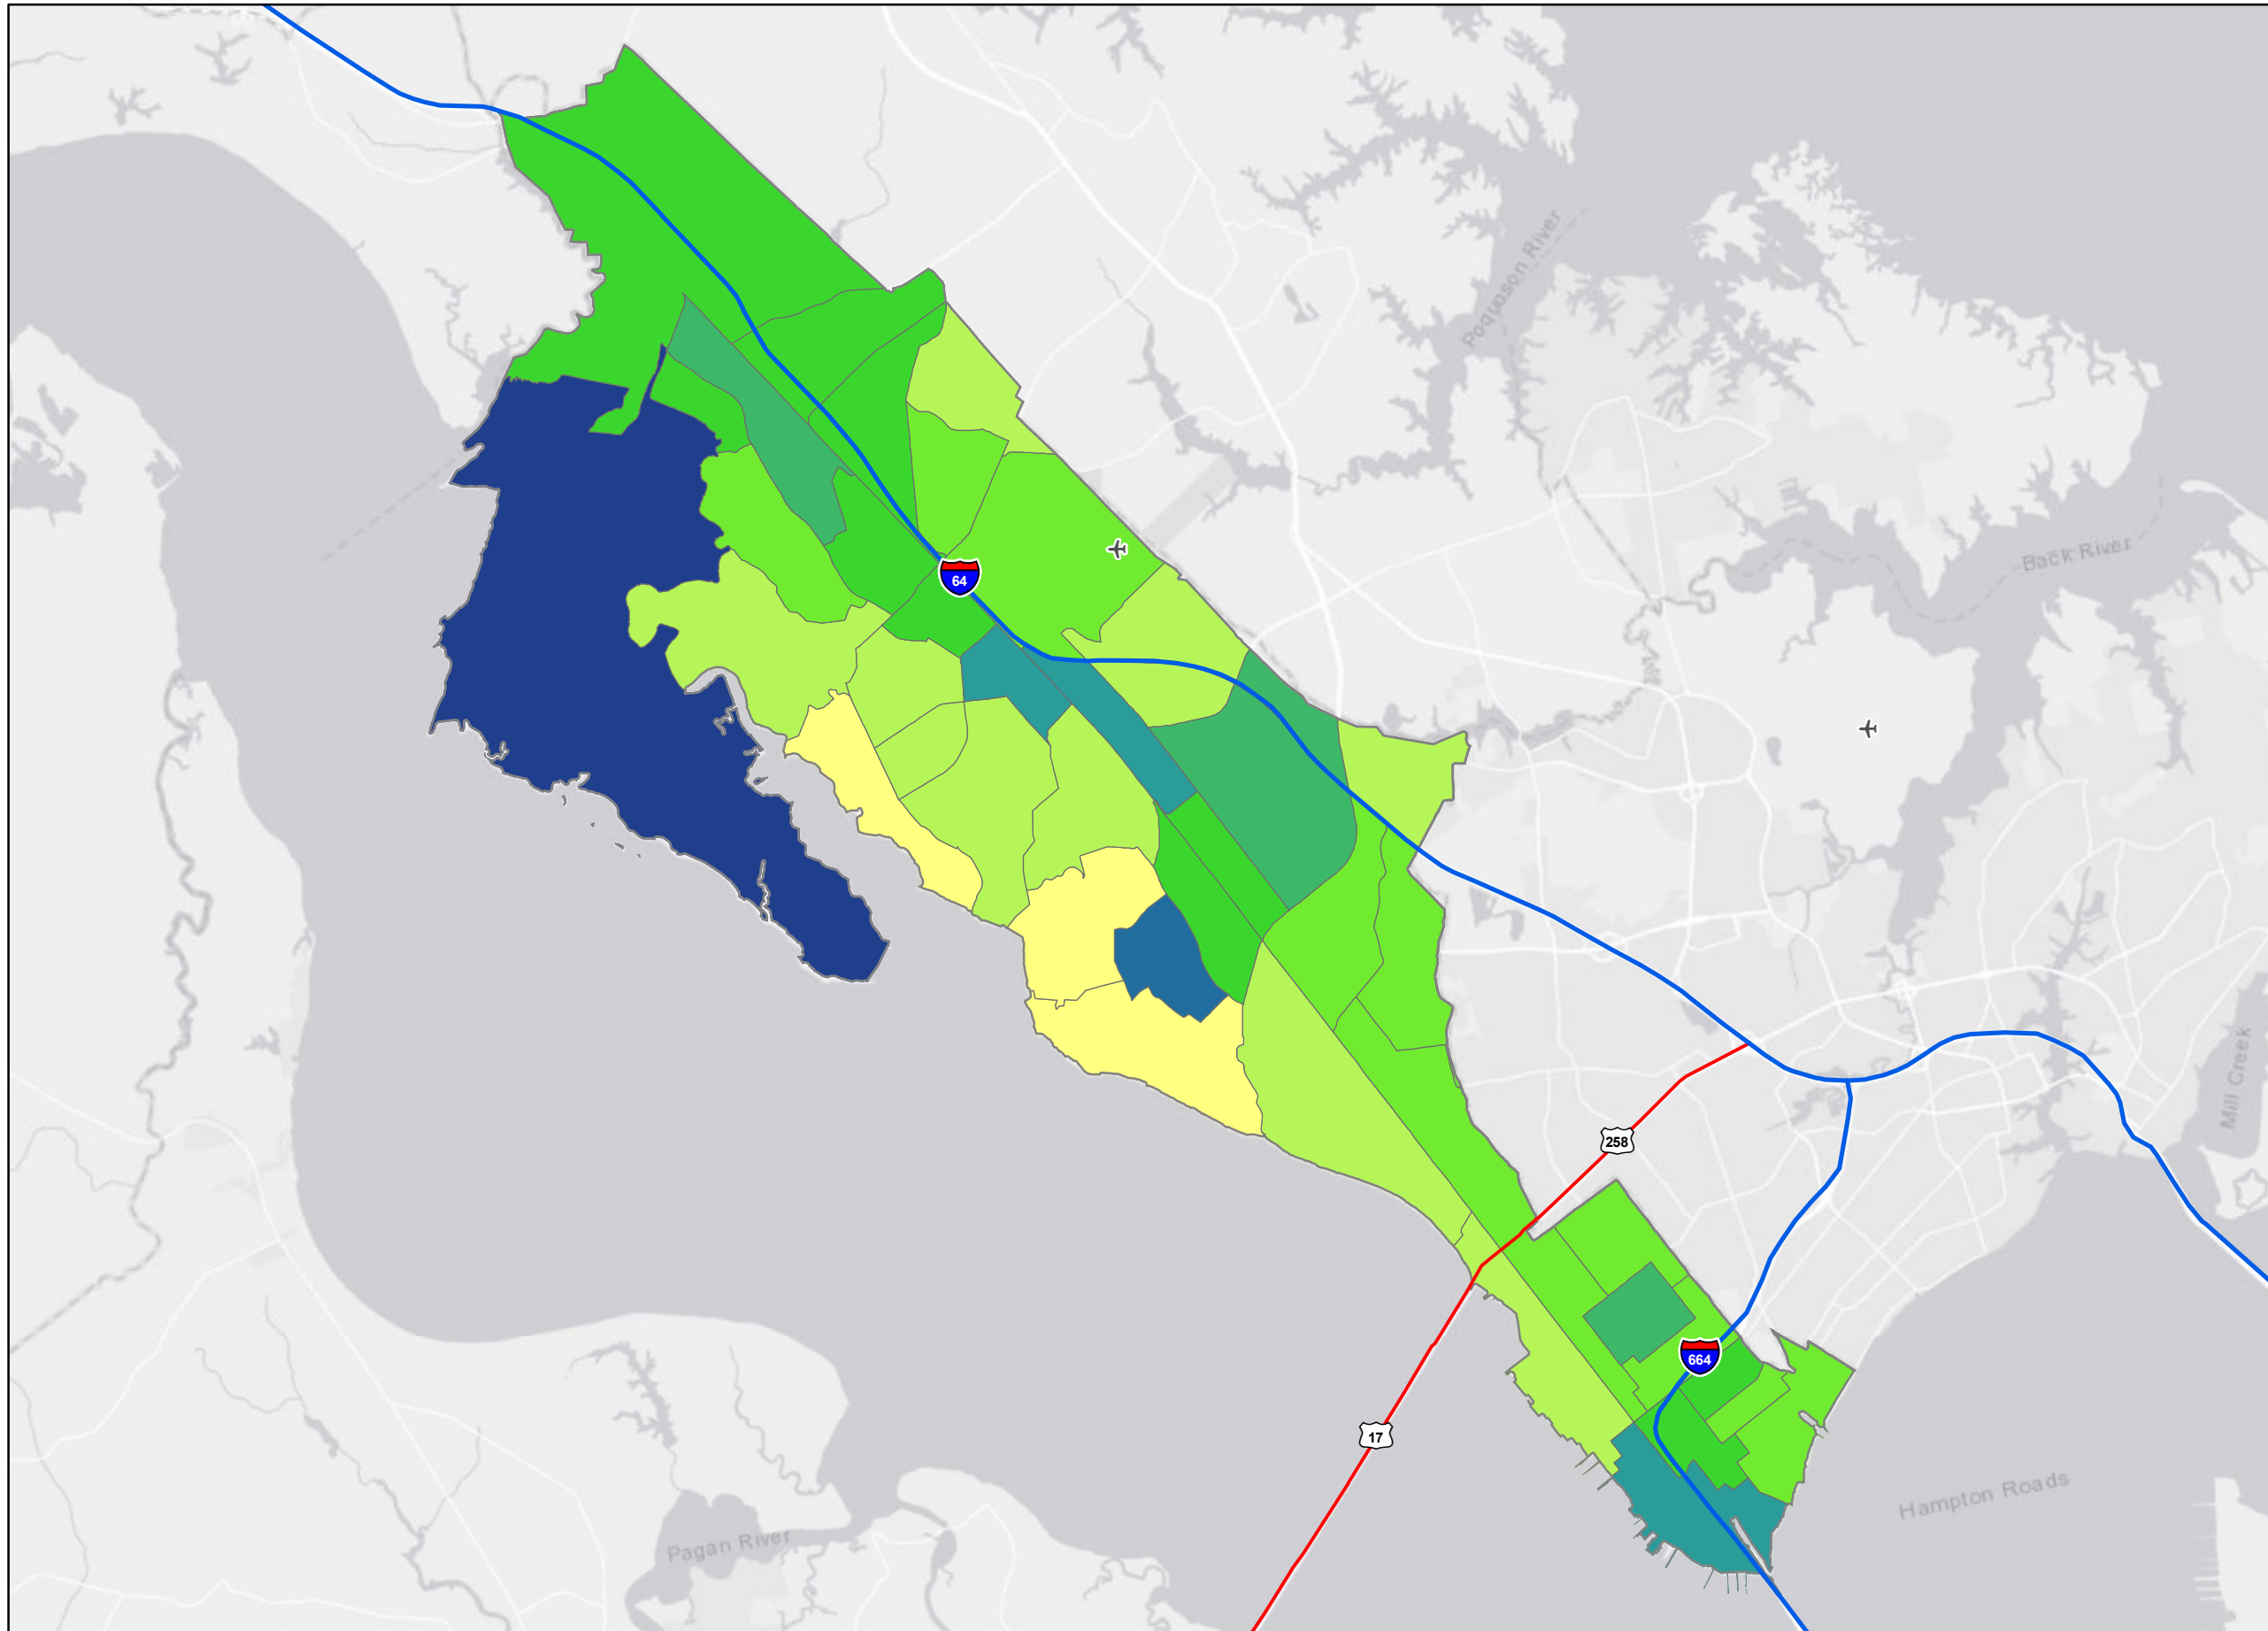 Poquoson River
Back River
64
Mill Creek
258
664
17
Hampton Roads
Pagan River